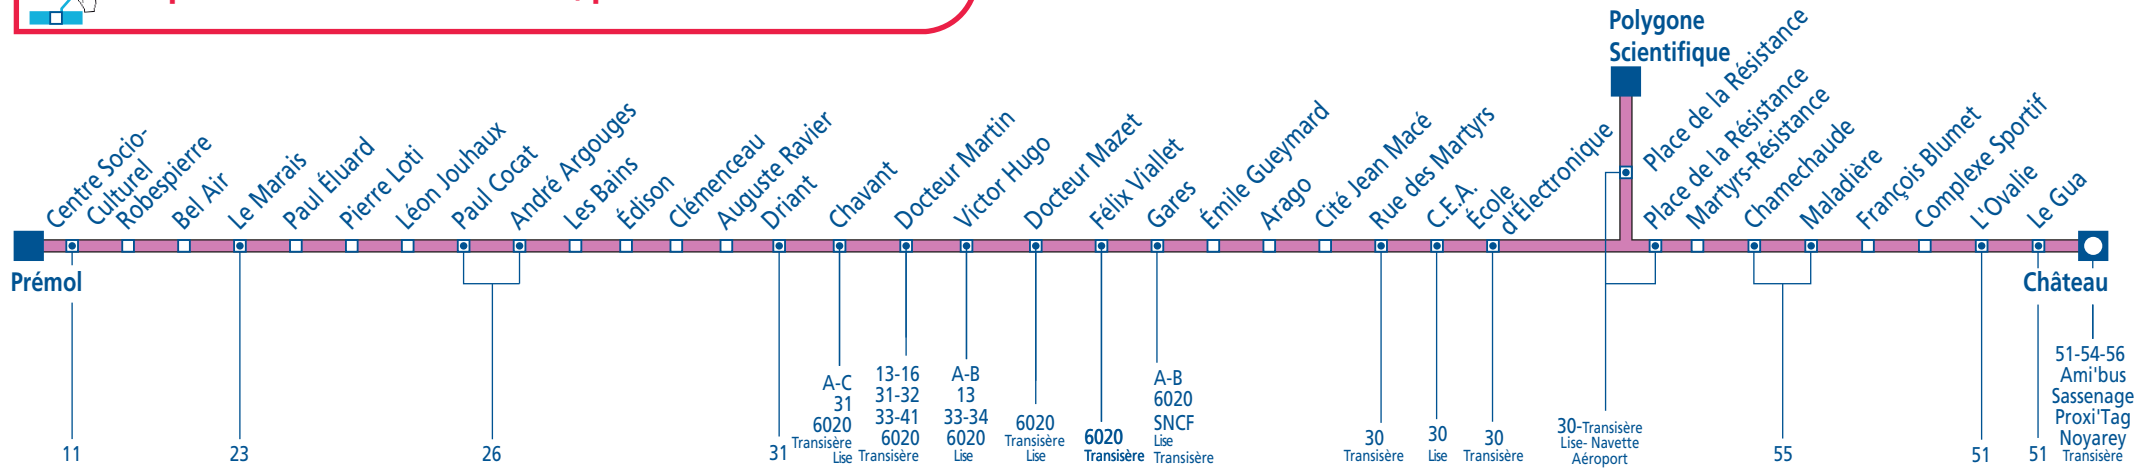 Polygone
Scientifique
Centre Socio-
Culturel
Robespierre
Bel Air
Le Marais
Paul Éluard
Pierre Loti
Léon Jouhaux
Paul Cocat
André Argouges
Les Bains
Édison
Clémenceau
Auguste Ravier
Driant
Chavant
Docteur Martin
Victor Hugo
Docteur Mazet
Félix Viallet
Gares
Émile Gueymard
Arago
Cité Jean Macé
Rue des Martyrs
C.E.A.
École
d'Électronique
Place de la Résistance
Place de la Résistance
Martyrs-Résistance
Chamechaude
Maladière
François Blumet
Complexe Sportif
L'Ovalie
Le Gua
Prémol
Château
11
23
26
31
A-C
31
6020
Transisère
Lise
13-16
31-32
33-41
6020
Transisère
A-B
13
33-34
6020
Lise
6020
Transisère
Lise
6020
Transisère
A-B
6020
SNCF
Lise
Transisère
30
Transisère
30
Lise
30
Transisère
30-Transisère
Lise- Navette
Aéroport
55
51
51
51-54-56
Ami'bus
Sassenage
Proxi'Tag
Noyarey
Transisère